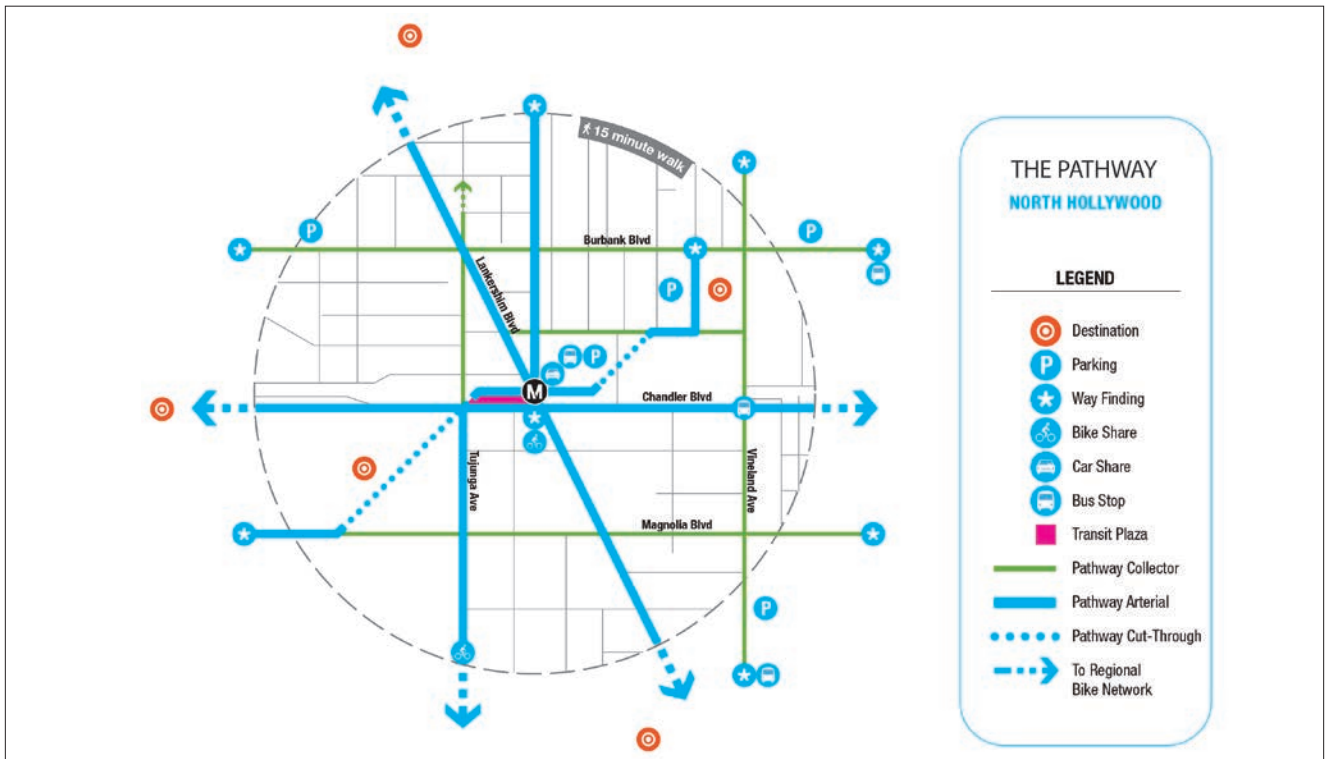 15 minute walk
P
P
Burbank Blvd
P
Lankershim Blvd
P
M
Chandler Blvd
Tujunga Ave
Vineland Ave
Magnolia Blvd
P
THE PATHWAY
NORTH HOLLYWOOD
LEGEND
Destination
P Parking
Way Finding
Bike Share
Car Share
Bus Stop
Transit Plaza
Pathway Collector
Pathway Arterial
Pathway Cut-Through
To Regional
Bike Network